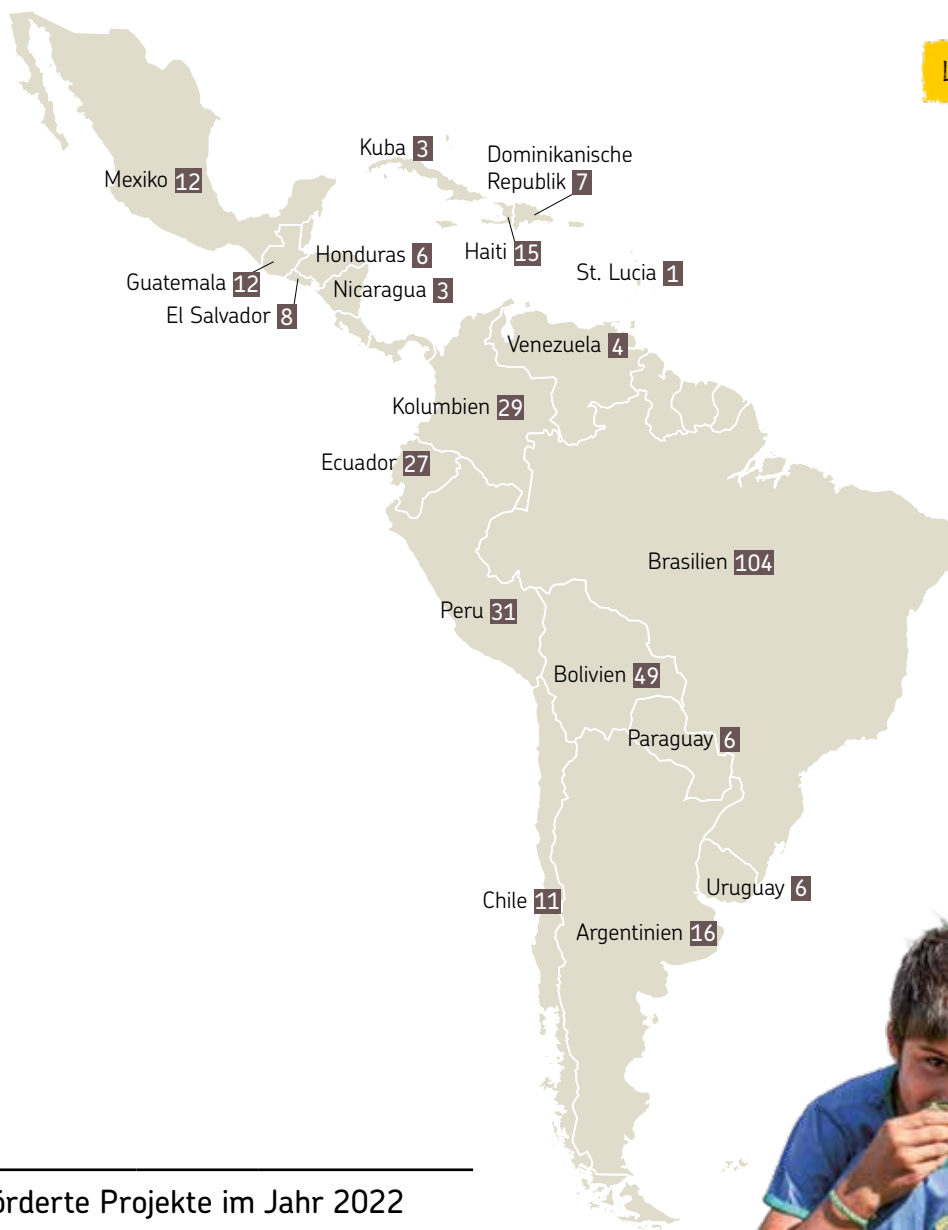 Kuba 3
Dominikanische
Republik 7
Mexiko 12
Haiti 15
Honduras 6
St. Lucia 1
Guatemala 12
Nicaragua 3
El Salvador 8
Venezuela 4
Kolumbien 29
Ecuador 27
Brasilien 104
Peru 31
Bolivien 49
Paraguay 6
Uruguay 6
Chile 11
Argentinien 16
Projekte im Jahr 2022